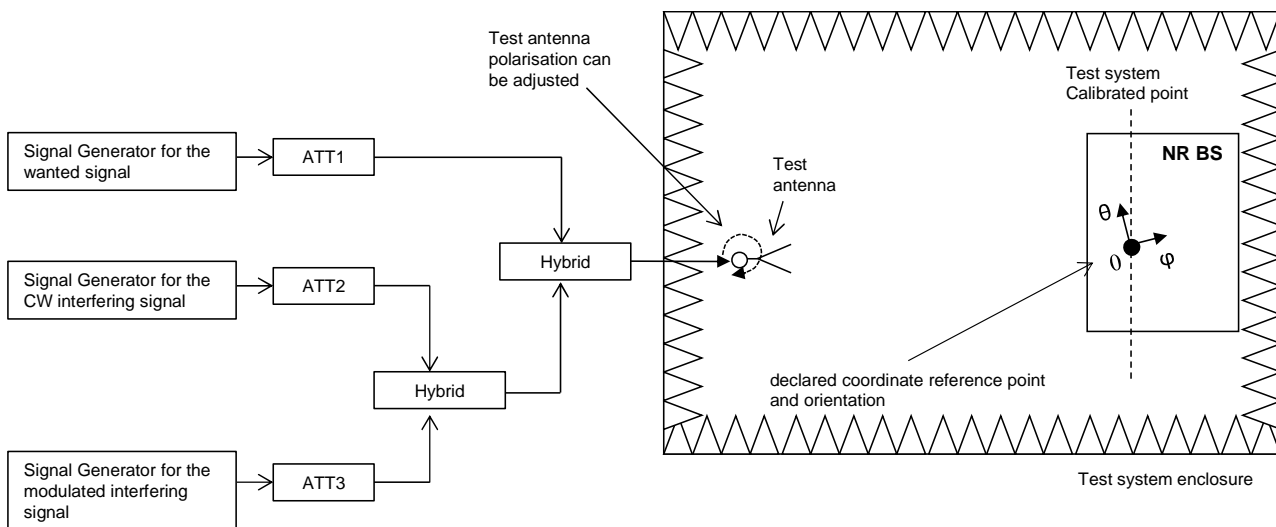 Test antenna
polarisation can
be adjusted
Test system
Calibrated point
Signal Generator for the
wanted signal
ATT1
NR BS
Test
antenna
θ
Hybrid
0
φ
Signal Generator for the
CW interfering signal
ATT2
Hybrid
declared coordinate reference point
and orientation
Signal Generator for the
modulated interfering
signal
ATT3
Test system enclosure